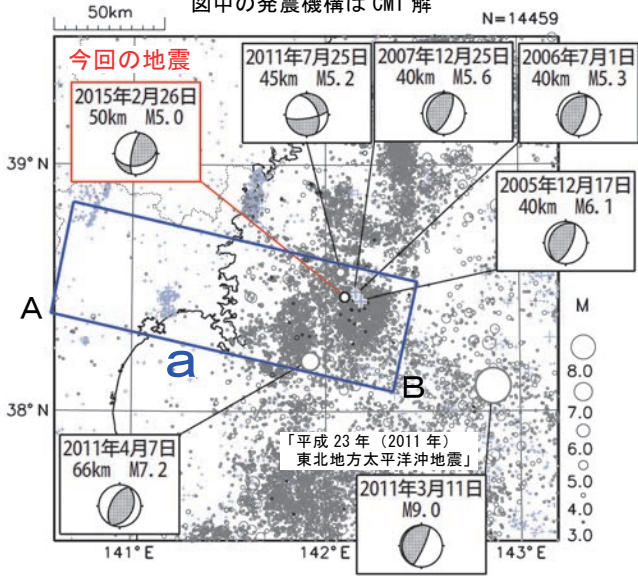 図中の発震機構は CMT 解
50km
N=14459
今回の地震
2015年2月26日
50km M5.0
2011年7月25日
45km M5.2
2007年12月25日
40km M5.6
2006年7月1日
40km M5.3
2005年12月17日
40km M6.1
39°N
A
a
B
38°N
M
8.0
7.0
6.0
5.0
4.0
3.0
「平成 23 年 (2011 年)
東北地方太平洋沖地震」
2011年4月7日
66km M7.2
2011年3月11日
M9.0
141°E
142°E
143°E